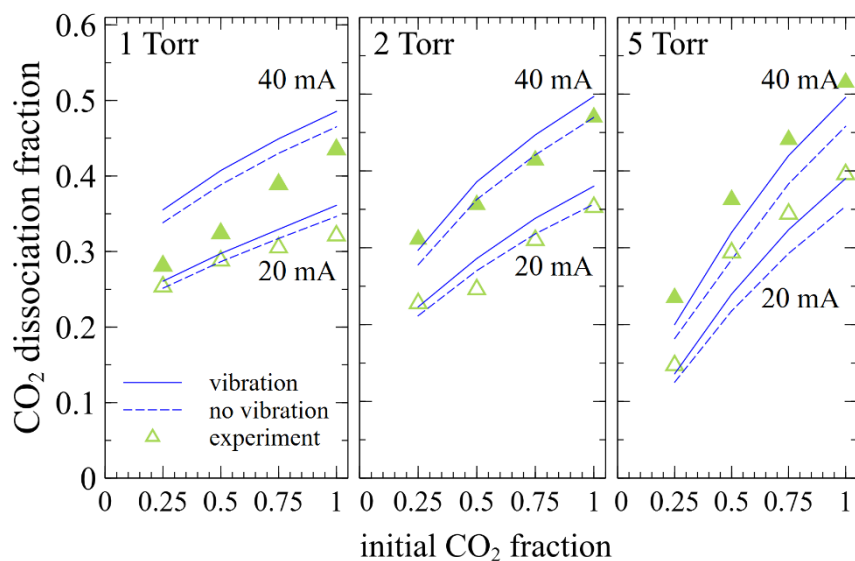 1 Torr
2 Torr
5 Torr
40 mA
40 mA
40 mA
20 mA
20 mA
20 mA
vibration
no vibration
experiment
0.6
0.5
0.4
0.3
0.2
0.1
0
0 0.25 0.5 0.75 1
0 0.25 0.5 0.75 1
0 0.25 0.5 0.75 1
CO₂ dissociation fraction
initial CO₂ fraction